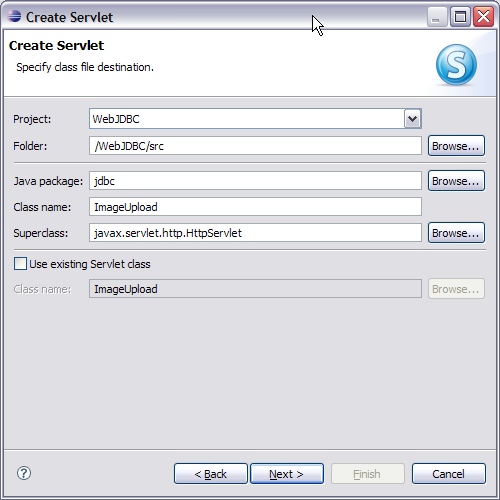 Create Servlet
Create Servlet
Specify class file destination.
S
Project: WebJDBC
Folder: /WebJDBC/src Browse...
Java package: jdbc Browse...
Class name: ImageUpload
Superclass: javax.servlet.http.HttpServlet Browse...
Use existing Servlet class
Class name: ImageUpload Browse...
? < Back Next > Finish Cancel